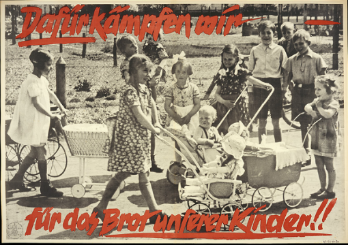 Dafür kämpfen wir –
für das Brot unserer Kinder!!